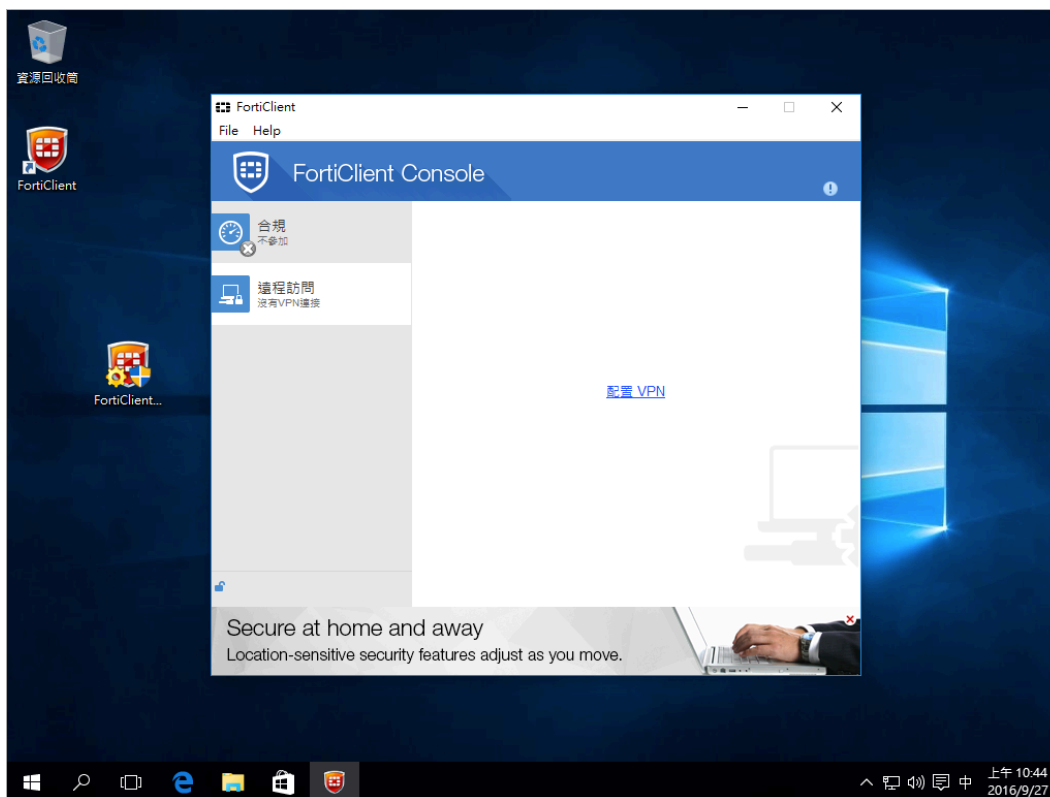 資源回收筒
FortiClient
FortiClient...
FortiClient
File Help
FortiClient Console
合規
不參加
遠程訪問
沒有VPN連接
配置 VPN
Secure at home and away
Location-sensitive security features adjust as you move.
中
上午 10:44
2016/9/27